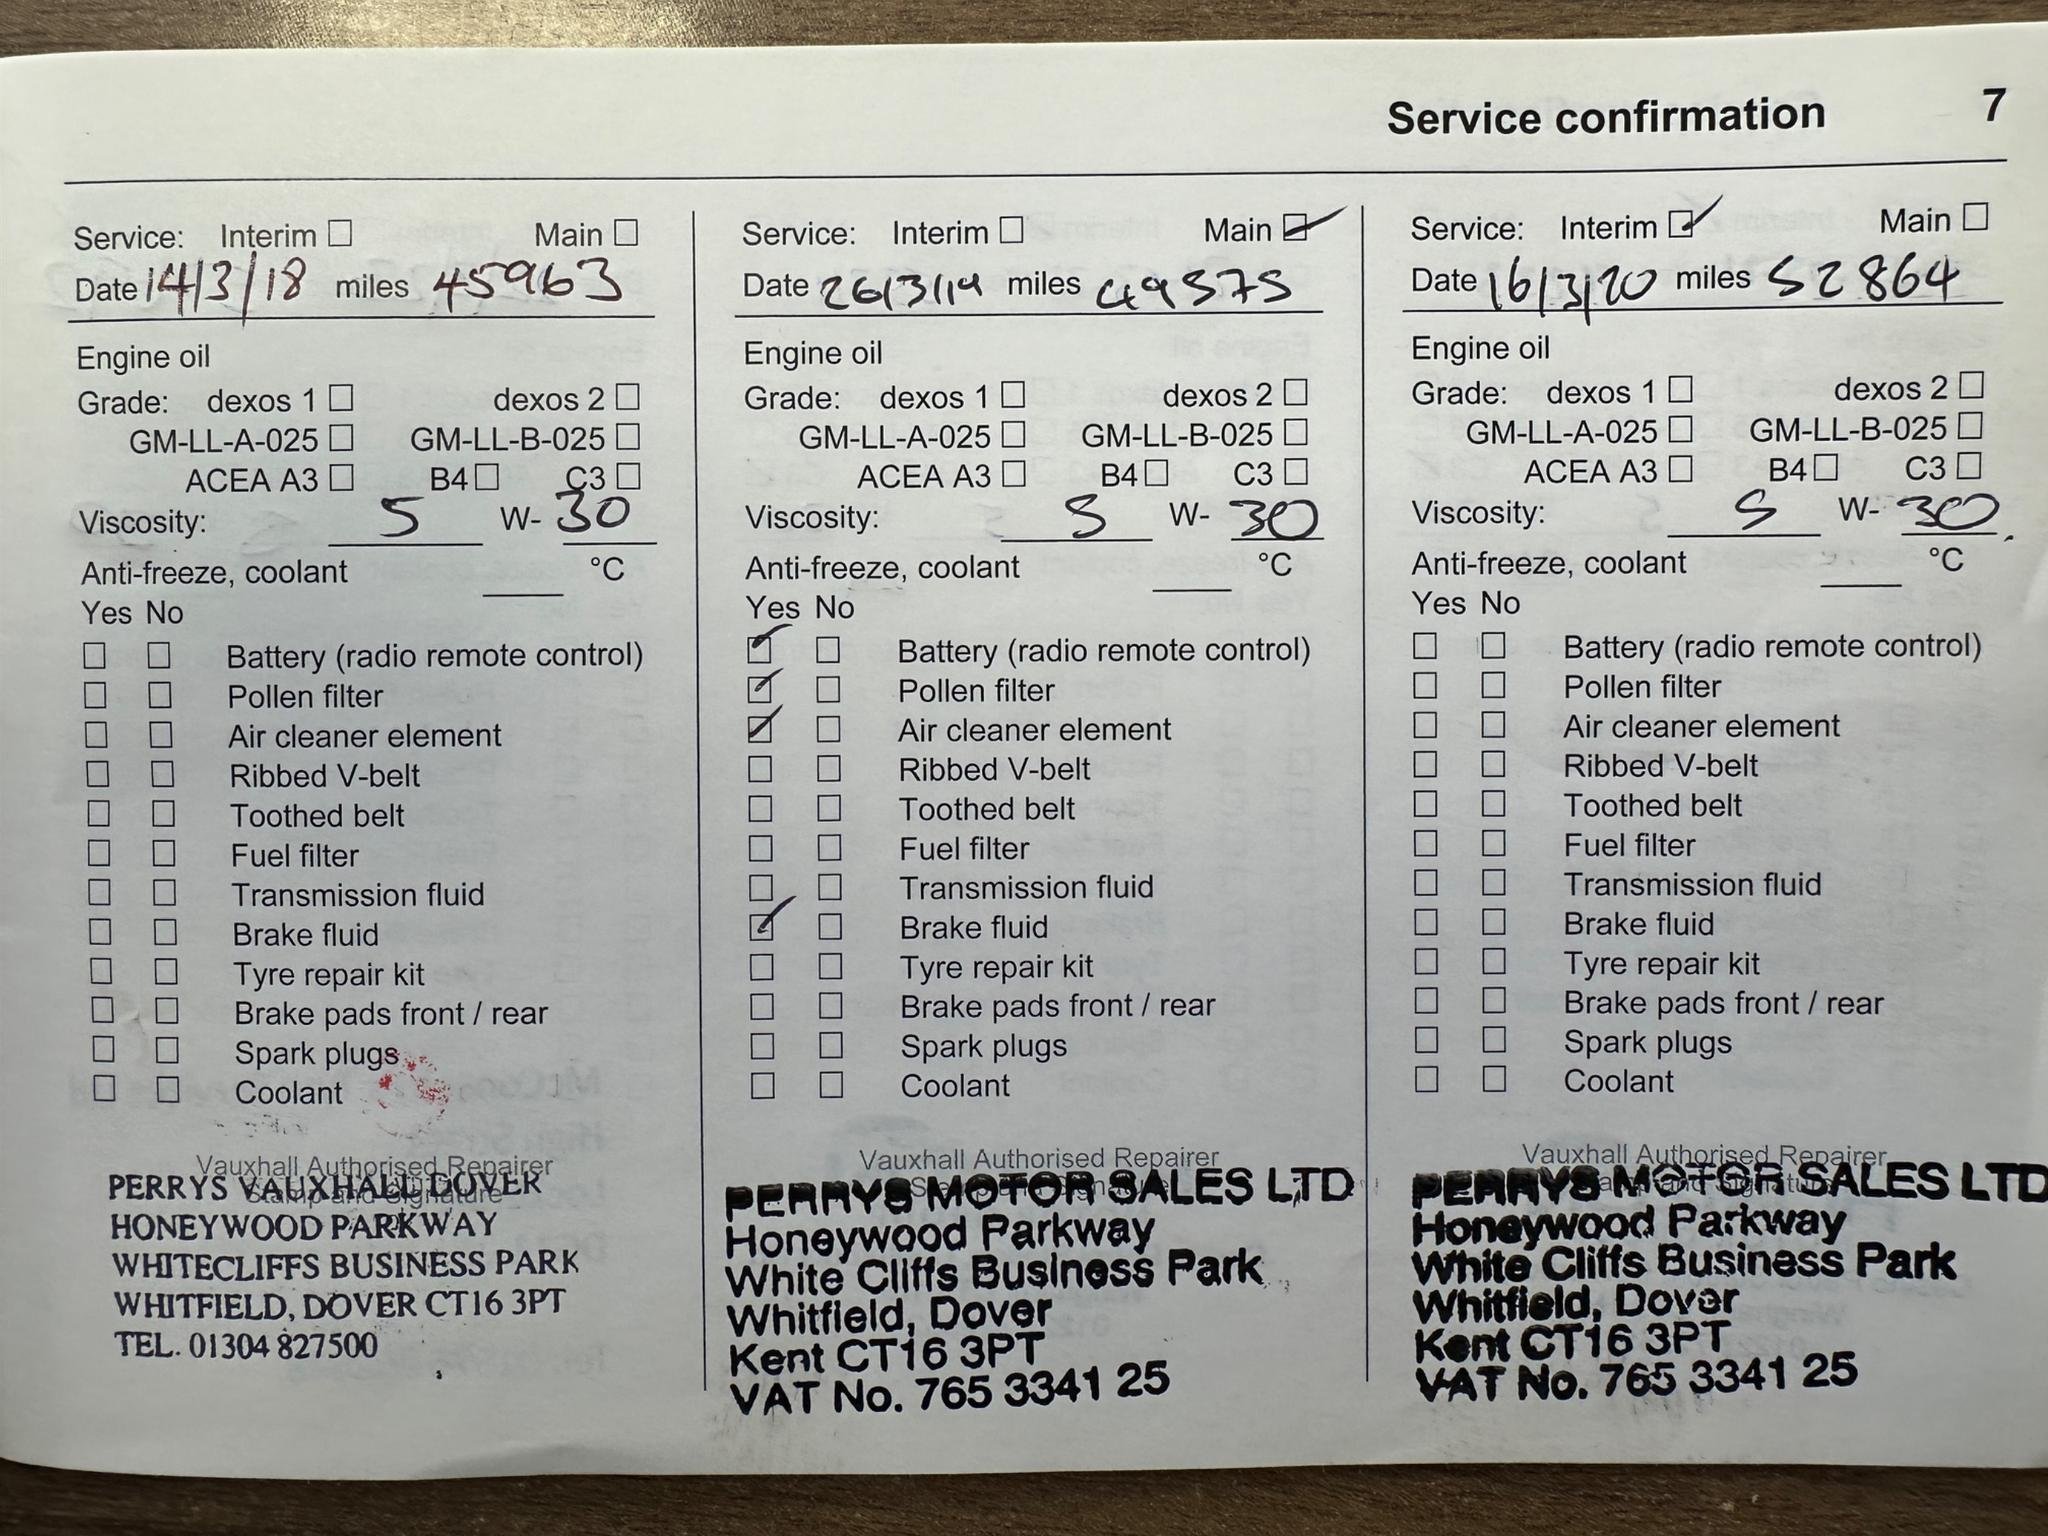 Service confirmation 7
Service: Interim ☐ Main ☐
Date 14/3/18 miles 45963
Engine oil
Grade: dexos 1 ☐ dexos 2 ☐
GM-LL-A-025 ☐ GM-LL-B-025 ☐
ACEA A3 ☐ B4 ☐ C3 ☐
Viscosity: 5 W- 30
Anti-freeze, coolant ___ °C
Yes No
☐ ☐ Battery (radio remote control)
☐ ☐ Pollen filter
☐ ☐ Air cleaner element
☐ ☐ Ribbed V-belt
☐ ☐ Toothed belt
☐ ☐ Fuel filter
☐ ☐ Transmission fluid
☐ ☐ Brake fluid
☐ ☐ Tyre repair kit
☐ ☐ Brake pads front / rear
☐ ☐ Spark plugs
☐ ☐ Coolant
Vauxhall Authorised Repairer
Stamp and Signature
PERRYS VAUXHALL DOVER
HONEYWOOD PARKWAY
WHITECLIFFS BUSINESS PARK
WHITFIELD, DOVER CT16 3PT
TEL. 01304 827500
Service: Interim ☐ Main ☑
Date 26/3/19 miles 49575
Engine oil
Grade: dexos 1 ☐ dexos 2 ☐
GM-LL-A-025 ☐ GM-LL-B-025 ☐
ACEA A3 ☐ B4 ☐ C3 ☐
Viscosity: 5 W- 30
Anti-freeze, coolant ___ °C
Yes No
☑ ☐ Battery (radio remote control)
☑ ☐ Pollen filter
☑ ☐ Air cleaner element
☐ ☐ Ribbed V-belt
☐ ☐ Toothed belt
☐ ☐ Fuel filter
☐ ☐ Transmission fluid
☑ ☐ Brake fluid
☐ ☐ Tyre repair kit
☐ ☐ Brake pads front / rear
☐ ☐ Spark plugs
☐ ☐ Coolant
Vauxhall Authorised Repairer
Stamp and Signature
PERRYS MOTOR SALES LTD
Honeywood Parkway
White Cliffs Business Park
Whitfield, Dover
Kent CT16 3PT
VAT No. 765 3341 25
Service: Interim ☑ Main ☐
Date 16/3/20 miles 52864
Engine oil
Grade: dexos 1 ☐ dexos 2 ☐
GM-LL-A-025 ☐ GM-LL-B-025 ☐
ACEA A3 ☐ B4 ☐ C3 ☐
Viscosity: 5 W- 30
Anti-freeze, coolant ___ °C
Yes No
☐ ☐ Battery (radio remote control)
☐ ☐ Pollen filter
☐ ☐ Air cleaner element
☐ ☐ Ribbed V-belt
☐ ☐ Toothed belt
☐ ☐ Fuel filter
☐ ☐ Transmission fluid
☐ ☐ Brake fluid
☐ ☐ Tyre repair kit
☐ ☐ Brake pads front / rear
☐ ☐ Spark plugs
☐ ☐ Coolant
Vauxhall Authorised Repairer
Stamp and Signature
PERRYS MOTOR SALES LTD
Honeywood Parkway
White Cliffs Business Park
Whitfield, Dover
Kent CT16 3PT
VAT No. 765 3341 25